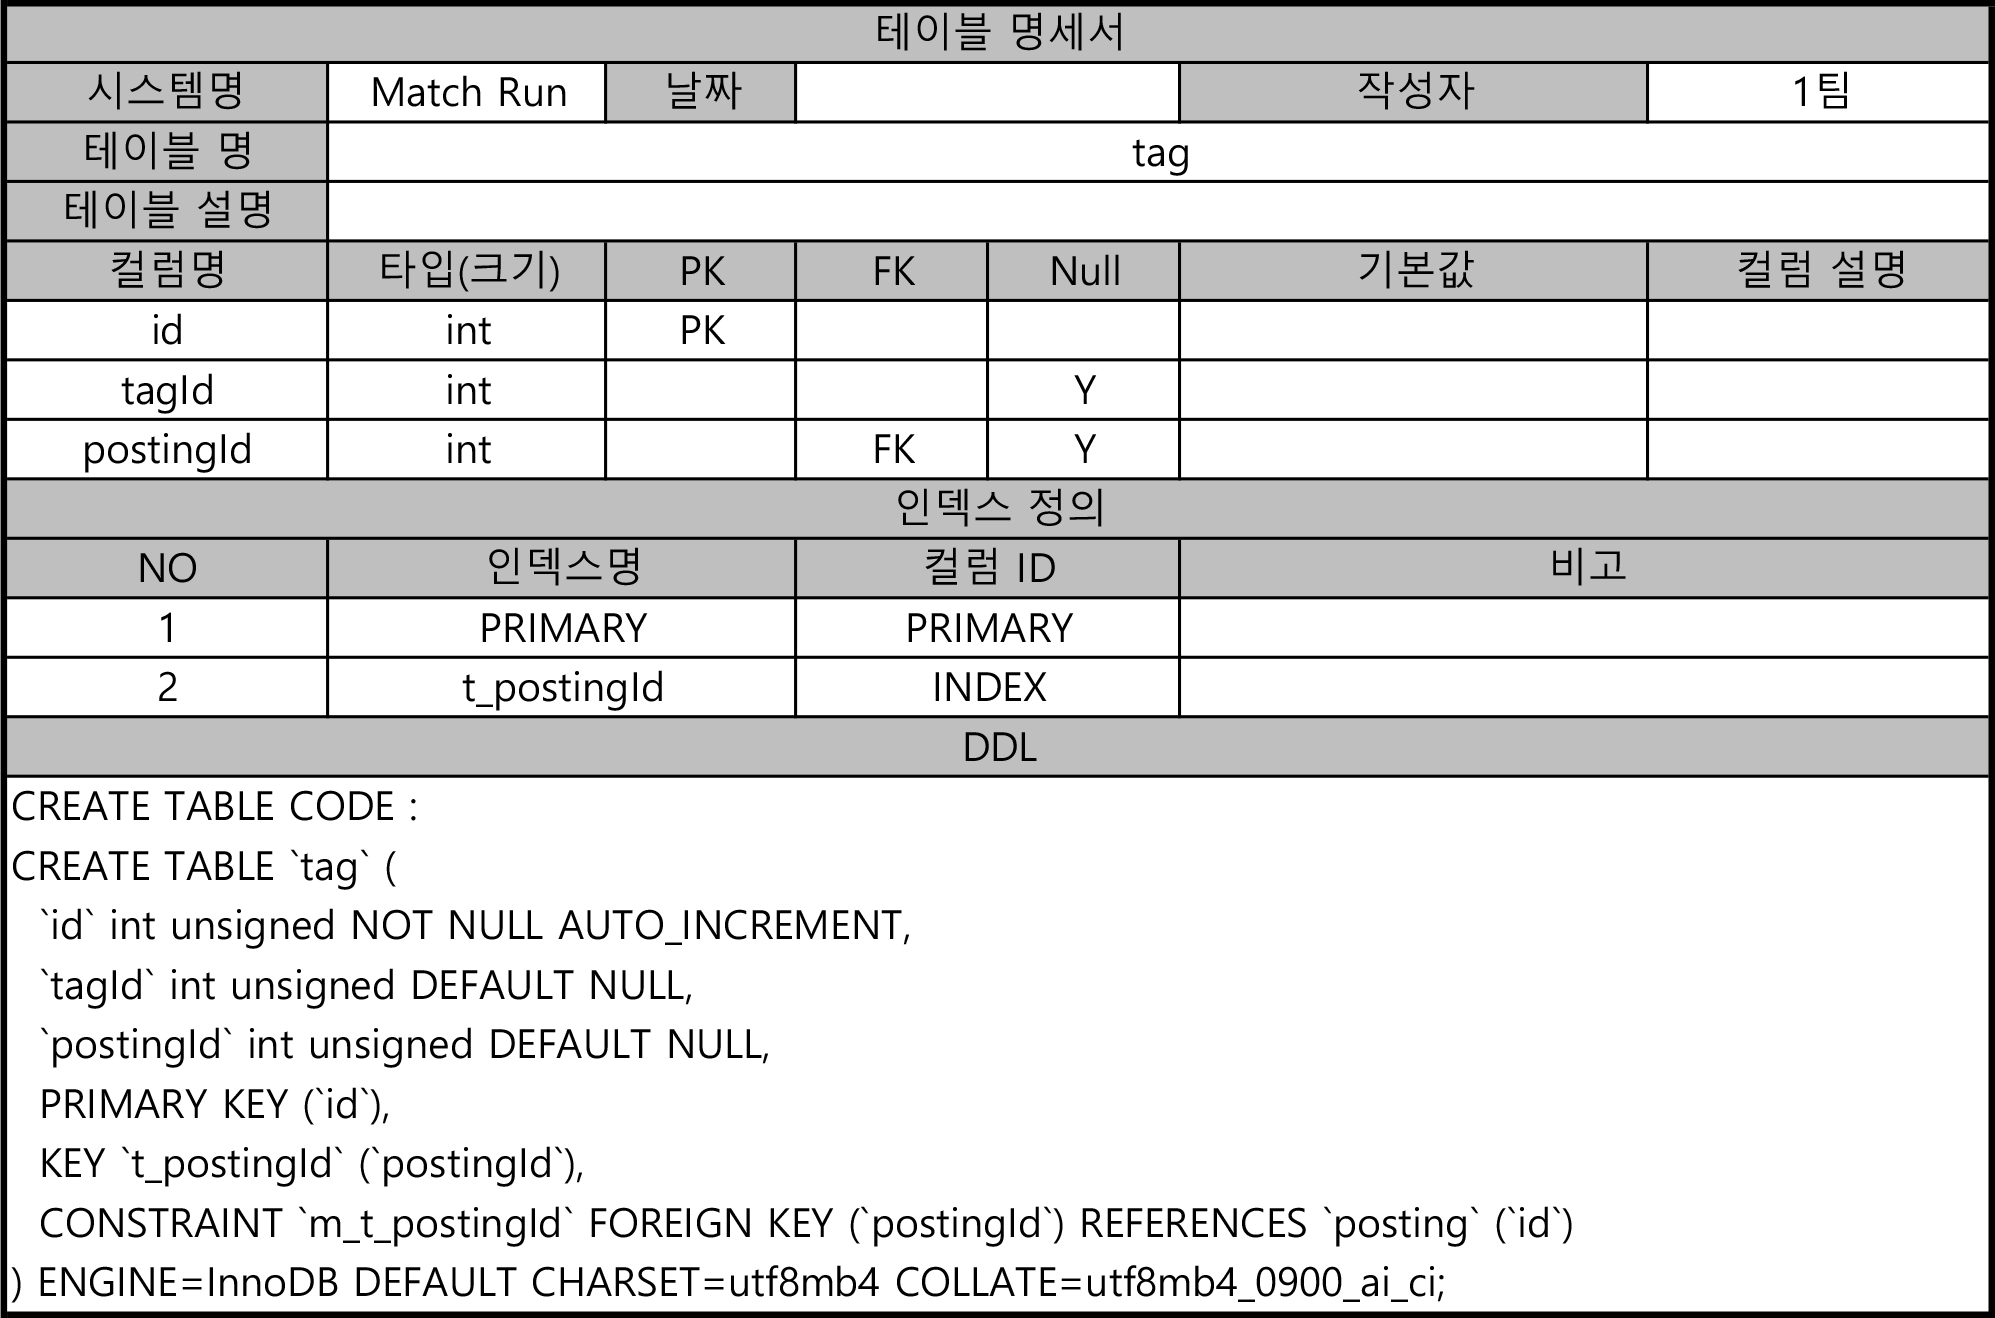 테이블 명세서
시스템명 Match Run 날짜 작성자 1팀
테이블 명 tag
테이블 설명
컬럼명 타입(크기) PK FK Null 기본값 컬럼 설명
id int PK
tagId int Y
postingId int FK Y
인덱스 정의
NO 인덱스명 컬럼 ID 비고
1 PRIMARY PRIMARY
2 t_postingId INDEX
DDL
CREATE TABLE CODE :
CREATE TABLE `tag` (
`id` int unsigned NOT NULL AUTO_INCREMENT,
`tagId` int unsigned DEFAULT NULL,
`postingId` int unsigned DEFAULT NULL,
PRIMARY KEY (`id`),
KEY `t_postingId` (`postingId`),
CONSTRAINT `m_t_postingId` FOREIGN KEY (`postingId`) REFERENCES `posting` (`id`)
) ENGINE=InnoDB DEFAULT CHARSET=utf8mb4 COLLATE=utf8mb4_0900_ai_ci;